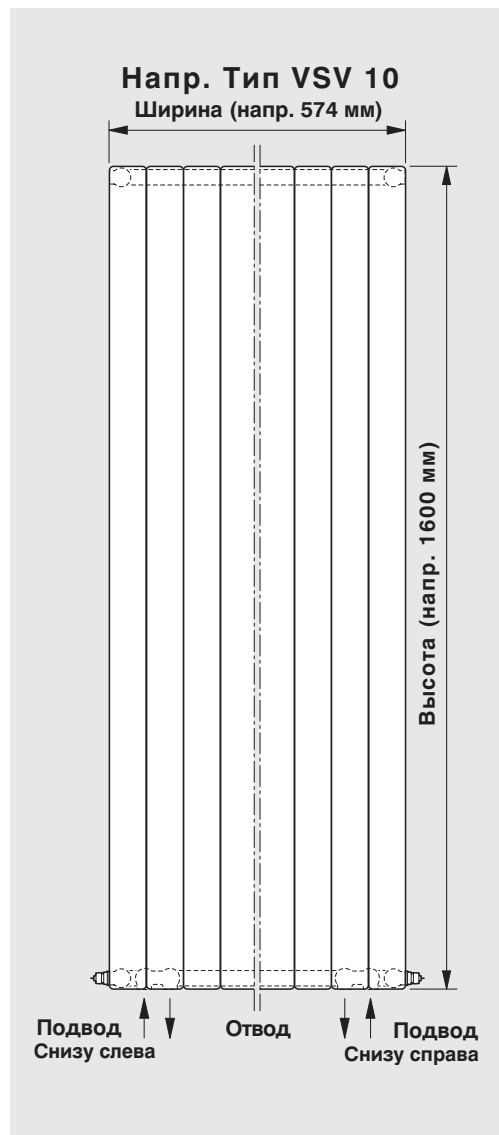 Напр. Тип VSV 10
Ширина (напр. 574 мм)
Высота (напр. 1600 мм)
Подвод
Снизу слева
Отвод
Подвод
Снизу справа